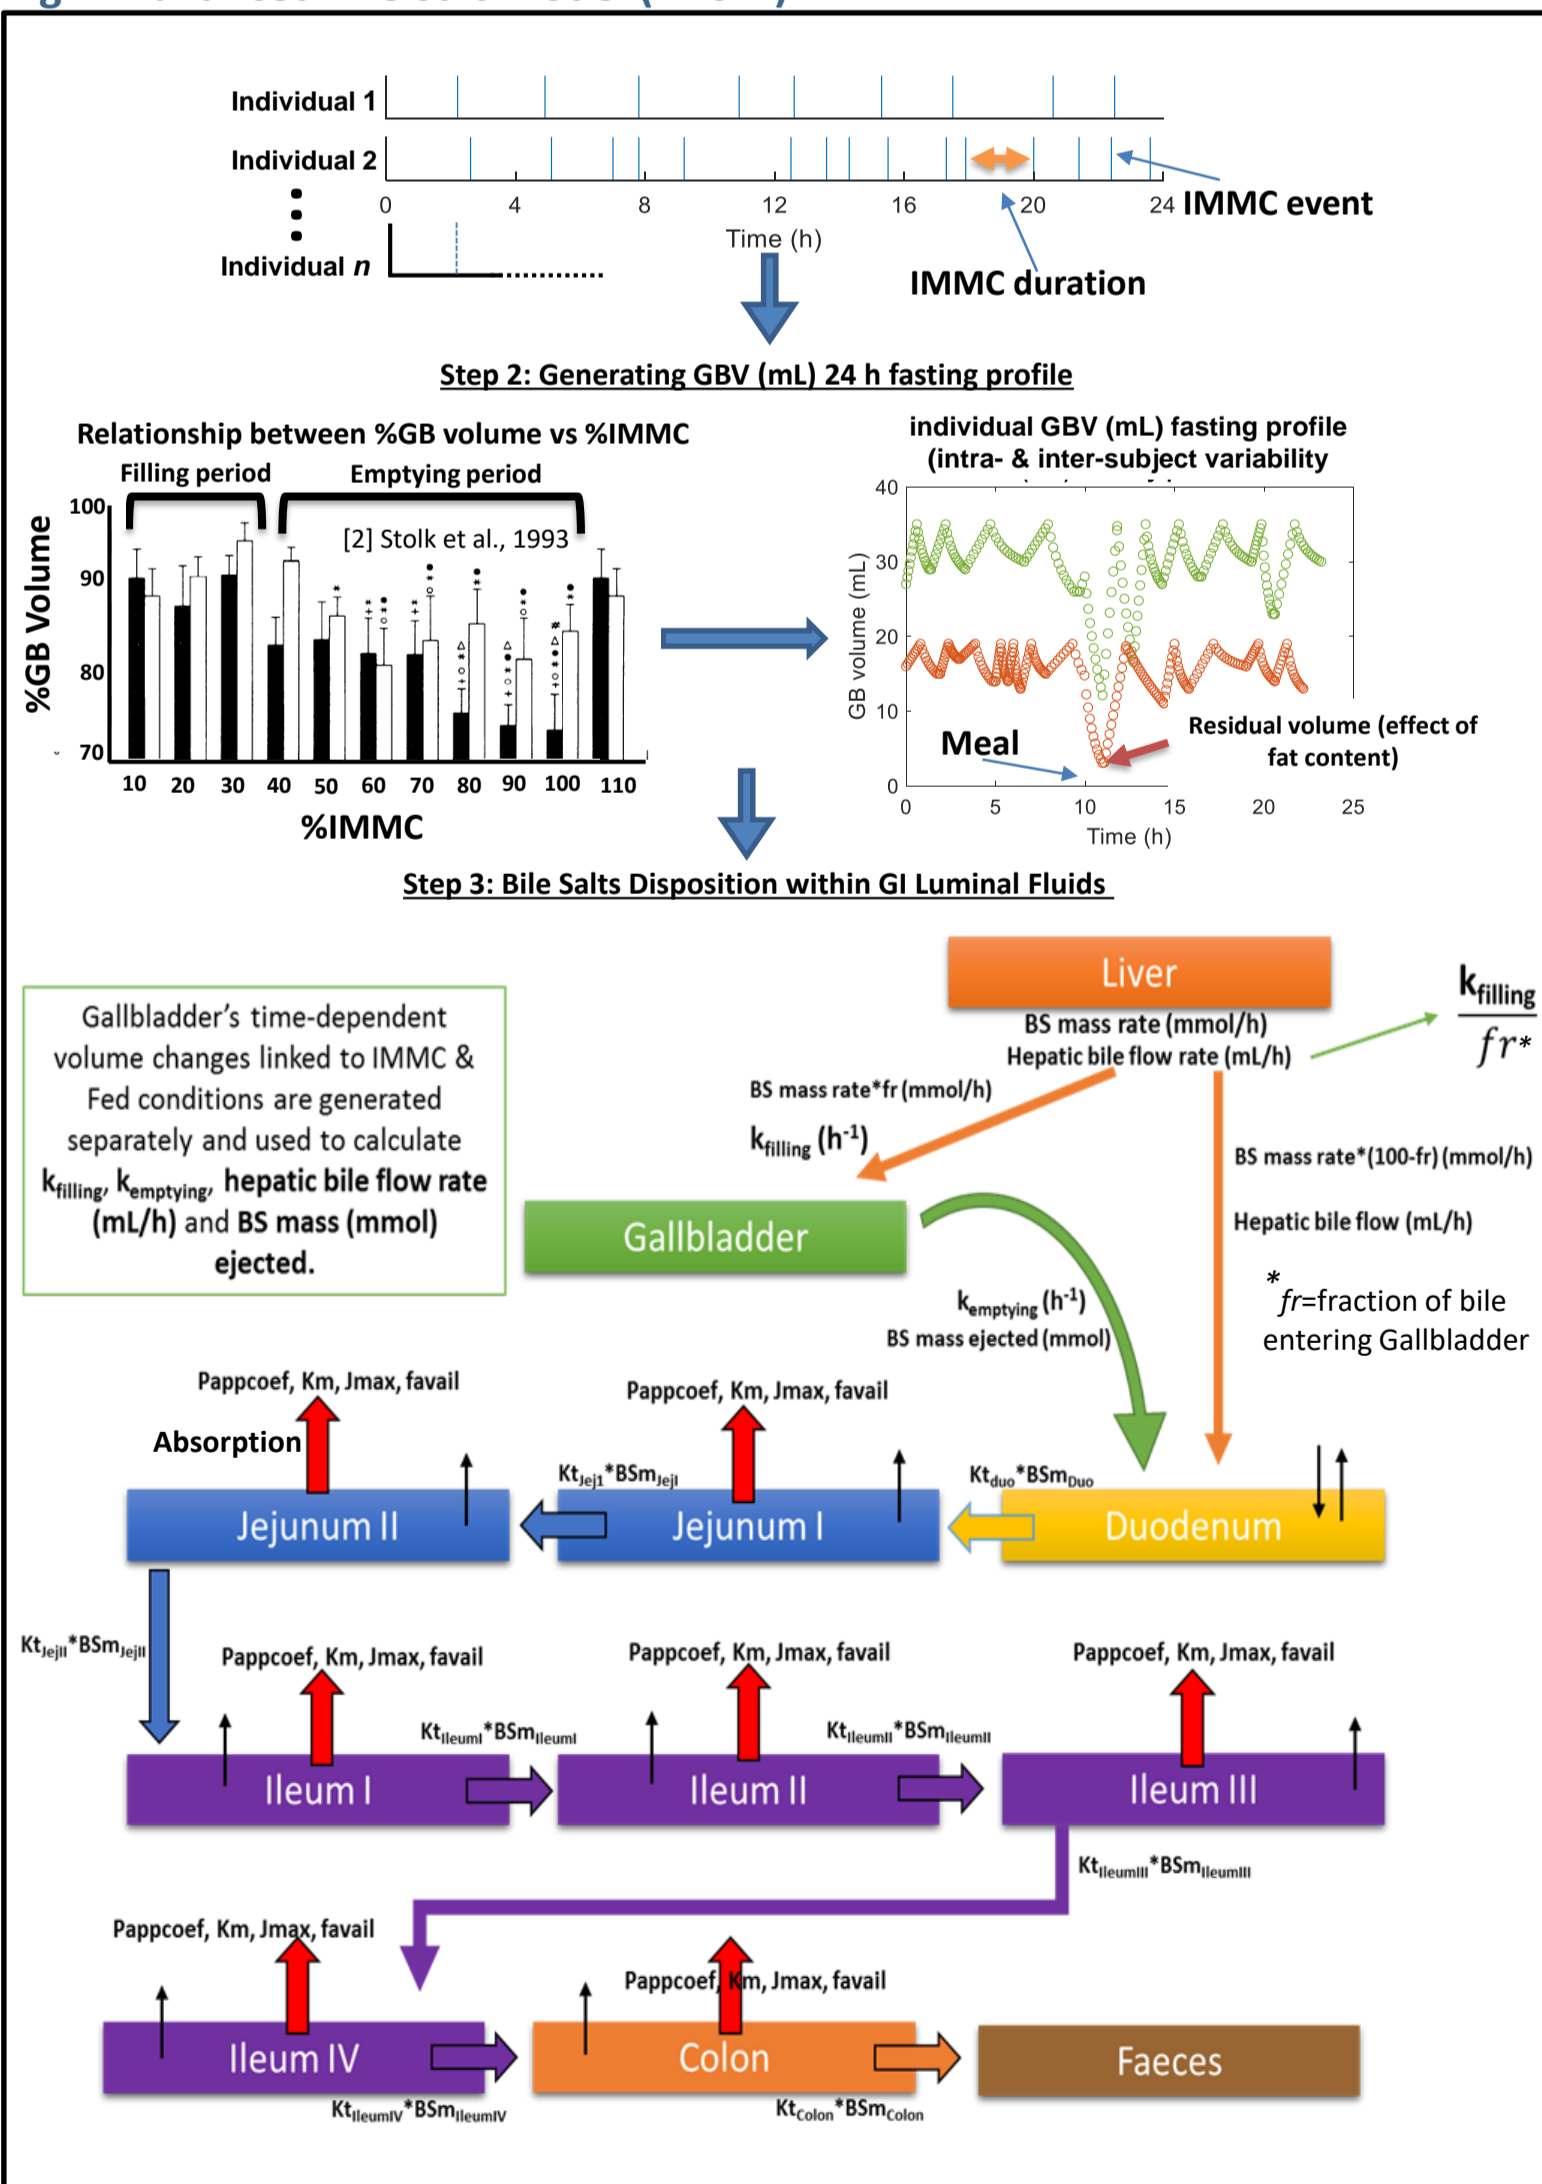 Individual 1
Individual 2
0 4 8 12 16 20 24
IMMC event
Time (h)
Individual n
IMMC duration
Step 2: Generating GBV (mL) 24 h fasting profile
Relationship between %GB volume vs %IMMC
Filling period
Emptying period
[2] Stolk et al., 1993
%GB Volume
100
90
80
70
10 20 30 40 50 60 70 80 90 100 110
%IMMC
individual GBV (mL) fasting profile
(intra- & inter-subject variability
GB volume (mL)
40
30
20
10
0
Meal
Residual volume (effect of
fat content)
0 5 10 15 20 25
Time (h)
Step 3: Bile Salts Disposition within GI Luminal Fluids
Gallbladder's time-dependent
volume changes linked to IMMC &
Fed conditions are generated
separately and used to calculate
kfilling, kemptying, hepatic bile flow rate
(mL/h) and BS mass (mmol)
ejected.
Liver
BS mass rate (mmol/h)
Hepatic bile flow rate (mL/h)
kfilling
fr*
BS mass rate*fr (mmol/h)
kfilling (h-1)
BS mass rate*(100-fr) (mmol/h)
Hepatic bile flow (mL/h)
Gallbladder
kemptying (h-1)
BS mass ejected (mmol)
*fr=fraction of bile
entering Gallbladder
Pappcoef, Km, Jmax, favail
Pappcoef, Km, Jmax, favail
Absorption
KtJej1*BSmJejI
Ktduo*BSmDuo
Jejunum II
Jejunum I
Duodenum
KtJejII*BSmJejII
Pappcoef, Km, Jmax, favail
Pappcoef, Km, Jmax, favail
Pappcoef, Km, Jmax, favail
KtIleumI*BSmIleumI
KtIleumII*BSmIleumII
Ileum I
Ileum II
Ileum III
KtIleumIII*BSmIleumIII
Pappcoef, Km, Jmax, favail
Pappcoef, Km, Jmax, favail
Ileum IV
Colon
Faeces
KtIleumIV*BSmIleumIV
KtColon*BSmColon